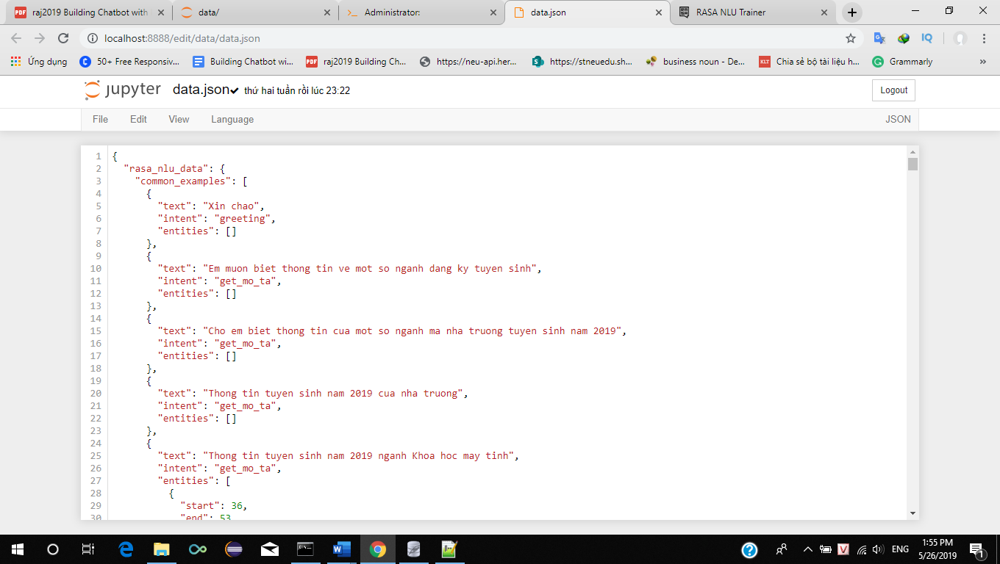 raj2019 Building Chatbot with
data/
Administrator:
data.json
RASA NLU Trainer
localhost:8888/edit/data/data.json
Ứng dụng
50+ Free Responsiv...
Building Chatbot wi...
raj2019 Building Ch...
https://neu-api.her...
https://stneuedu.sh...
business noun - De...
Chia sẻ bộ tài liệu h...
Grammarly
»
jupyter
data.json
thứ hai tuần rồi lúc 23:22
Logout
File
Edit
View
Language
JSON
1 {
2 "rasa_nlu_data": {
3 "common_examples": [
4 {
5 "text": "Xin chao",
6 "intent": "greeting",
7 "entities": []
8 },
9 {
10 "text": "Em muon biet thong tin ve mot so nganh dang ky tuyen sinh",
11 "intent": "get_mo_ta",
12 "entities": []
13 },
14 {
15 "text": "Cho em biet thong tin cua mot so nganh ma nha truong tuyen sinh nam 2019",
16 "intent": "get_mo_ta",
17 "entities": []
18 },
19 {
20 "text": "Thong tin tuyen sinh nam 2019 cua nha truong",
21 "intent": "get_mo_ta",
22 "entities": []
23 },
24 {
25 "text": "Thong tin tuyen sinh nam 2019 nganh Khoa hoc may tinh",
26 "intent": "get_mo_ta",
27 "entities": [
28 {
29 "start": 36,
30 "end": 53
ENG
1:55 PM
5/26/2019
1